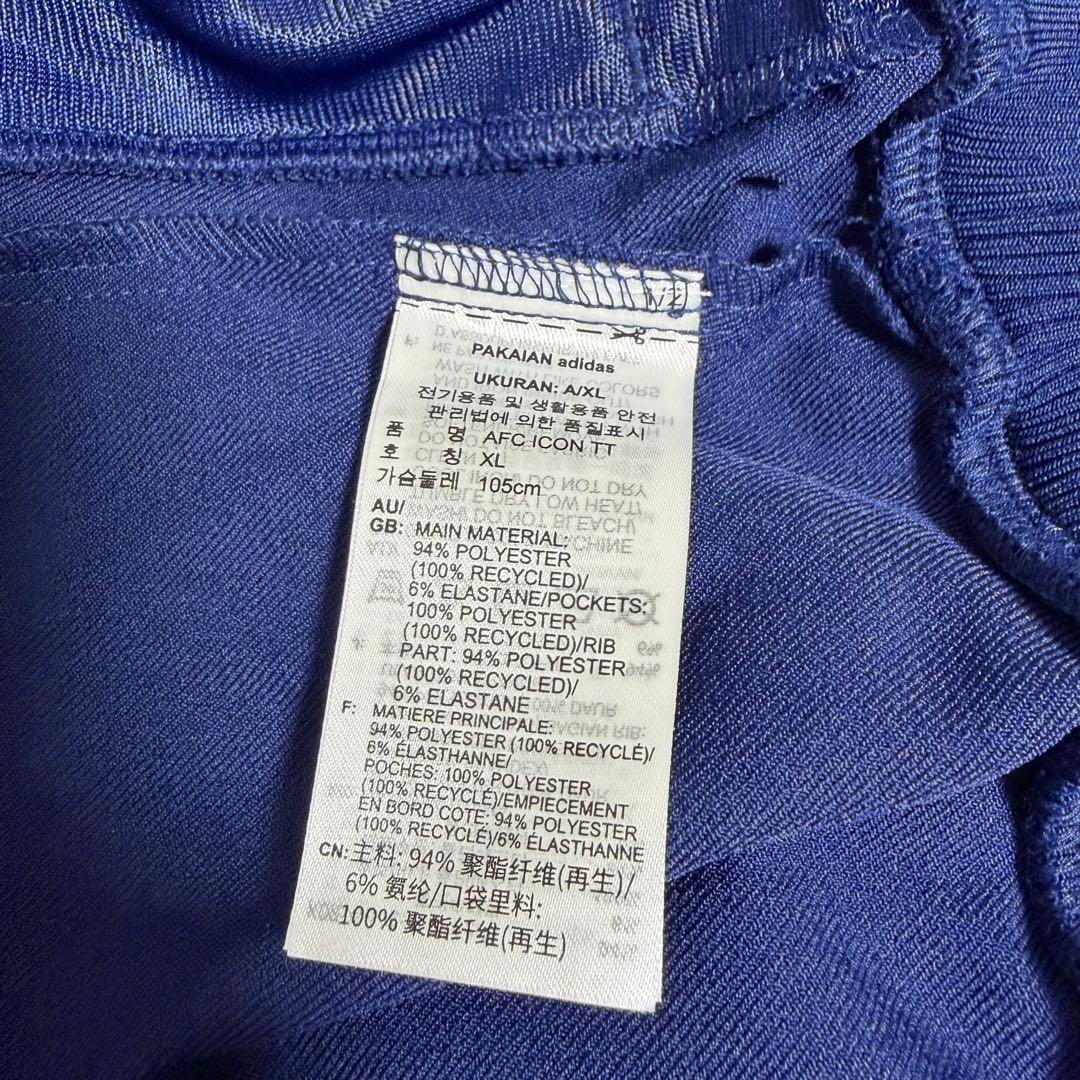 1/2
PAKAIAN adidas
UKURAN: A/XL
전기용품 및 생활용품 안전
관리법에 의한 품질표시
품 명 AFC ICON TT
호 칭 XL
가슴둘레 105cm
AU/
GB: MAIN MATERIAL:
94% POLYESTER
(100% RECYCLED)/
6% ELASTANE/POCKETS:
100% POLYESTER
(100% RECYCLED)/RIB
PART: 94% POLYESTER
(100% RECYCLED)/
6% ELASTANE
F: MATIERE PRINCIPALE:
94% POLYESTER (100% RECYCLÉ)/
6% ÉLASTHANNE/
POCHES: 100% POLYESTER
(100% RECYCLÉ)/EMPIECEMENT
EN BORD COTE: 94% POLYESTER
(100% RECYCLÉ)/6% ÉLASTHANNE
CN: 主料: 94% 聚酯纤维(再生)/
6% 氨纶/口袋里料:
100% 聚酯纤维(再生)